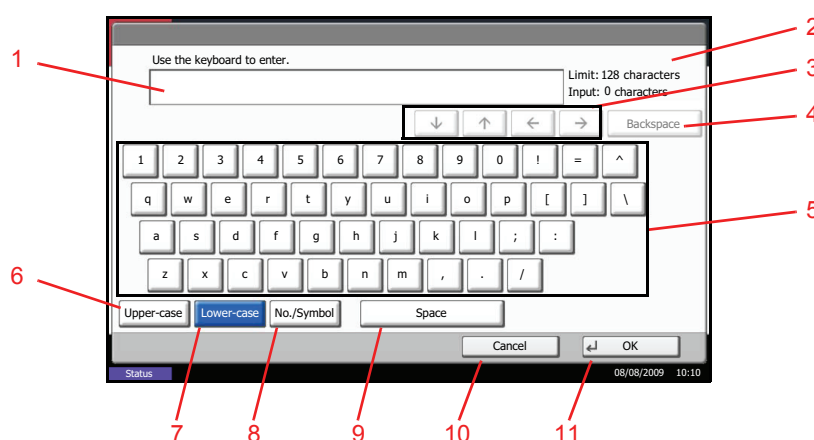 2
Use the keyboard to enter.
1
Limit: 128 characters
3
Input: 0 characters
↓ ↑ ← → Backspace
4
1 2 3 4 5 6 7 8 9 0 ! = ^
q w e r t y u i o p [ ] \
5
a s d f g h j k l ; :
z x c v b n m , . /
6
Upper-case Lower-case No./Symbol Space
Cancel ↵ OK
Status 08/08/2009 10:10
7 8 9 10 11